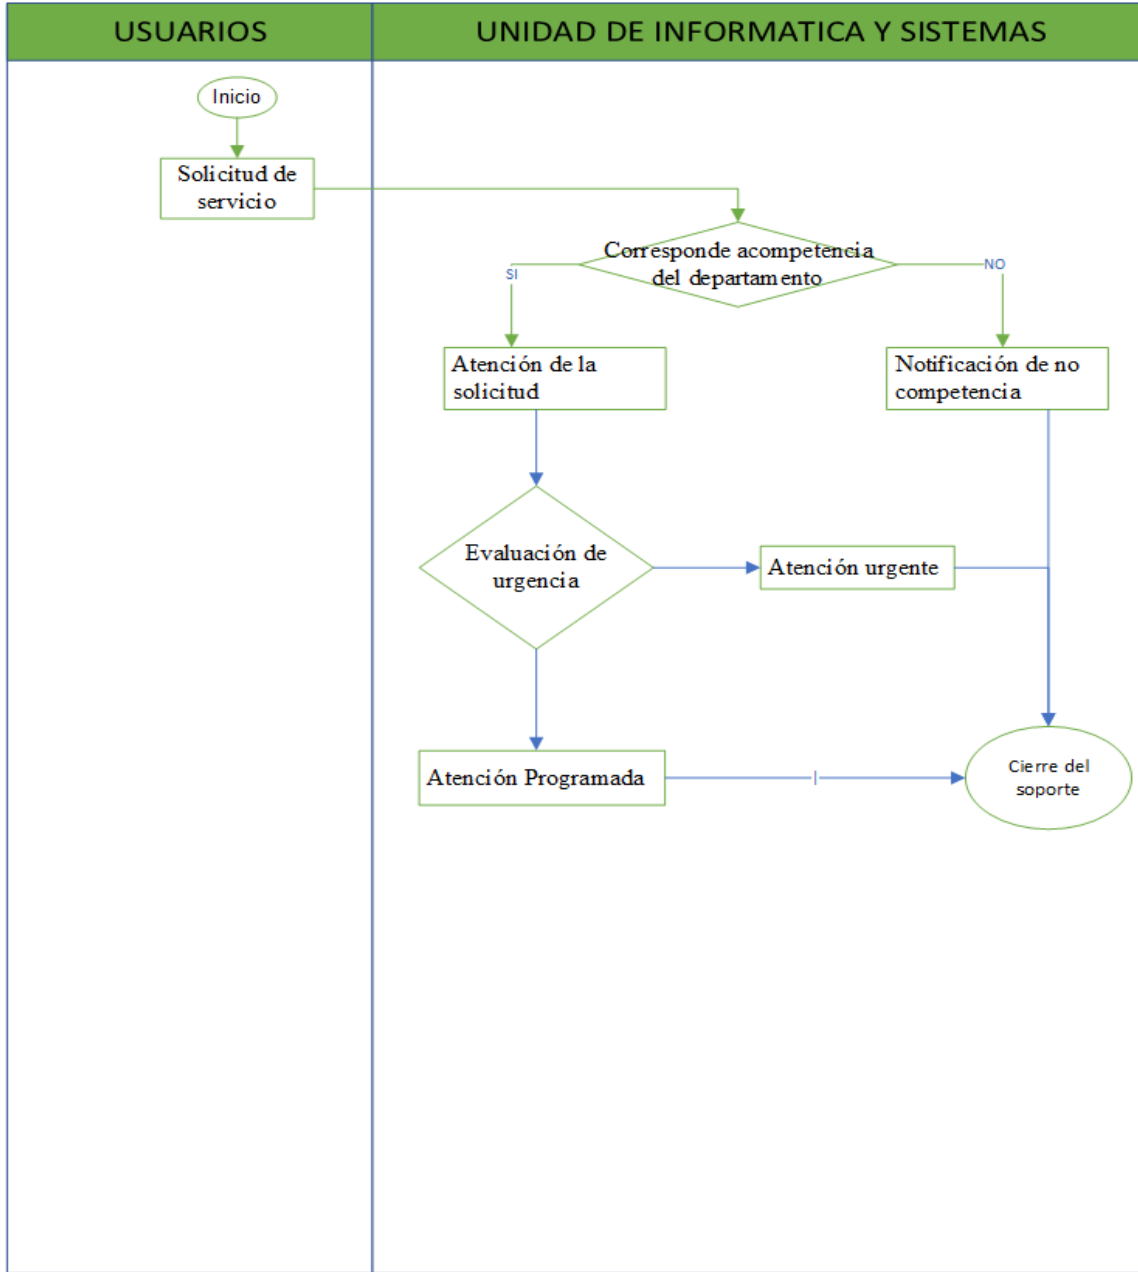 USUARIOS
UNIDAD DE INFORMATICA Y SISTEMAS
Inicio
Solicitud de
servicio
Corresponde acompetencia
del departamento
SI
NO
Atención de la
solicitud
Notificación de no
competencia
Evaluación de
urgencia
Atención urgente
Atención Programada
I
Cierre del
soporte